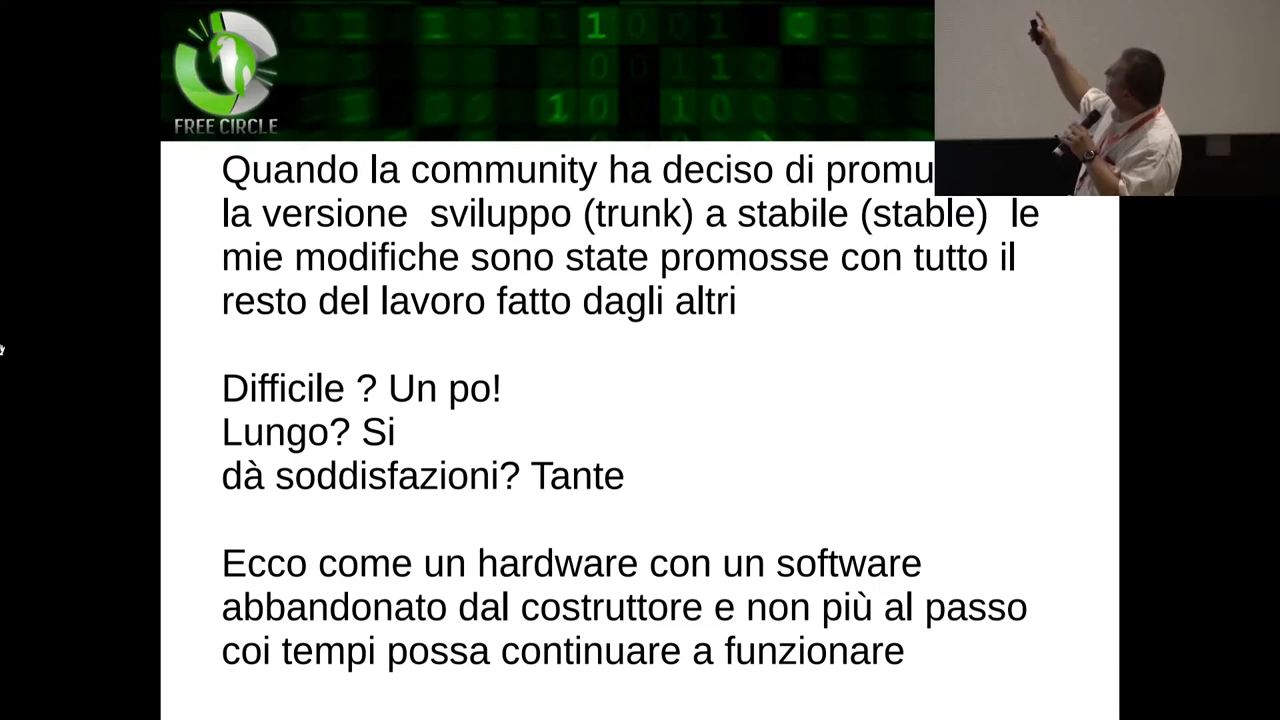 FREE CIRCLE
Quando la community ha deciso di
la versione sviluppo (trunk) a stabile (stable) le
mie modifiche sono state promosse con tutto il
resto del lavoro fatto dagli altri
Difficile ? Un po!
Lungo? Si
dà soddisfazioni? Tante
Ecco come un hardware con un software
abbandonato dal costruttore e non più al passo
coi tempi possa continuare a funzionare